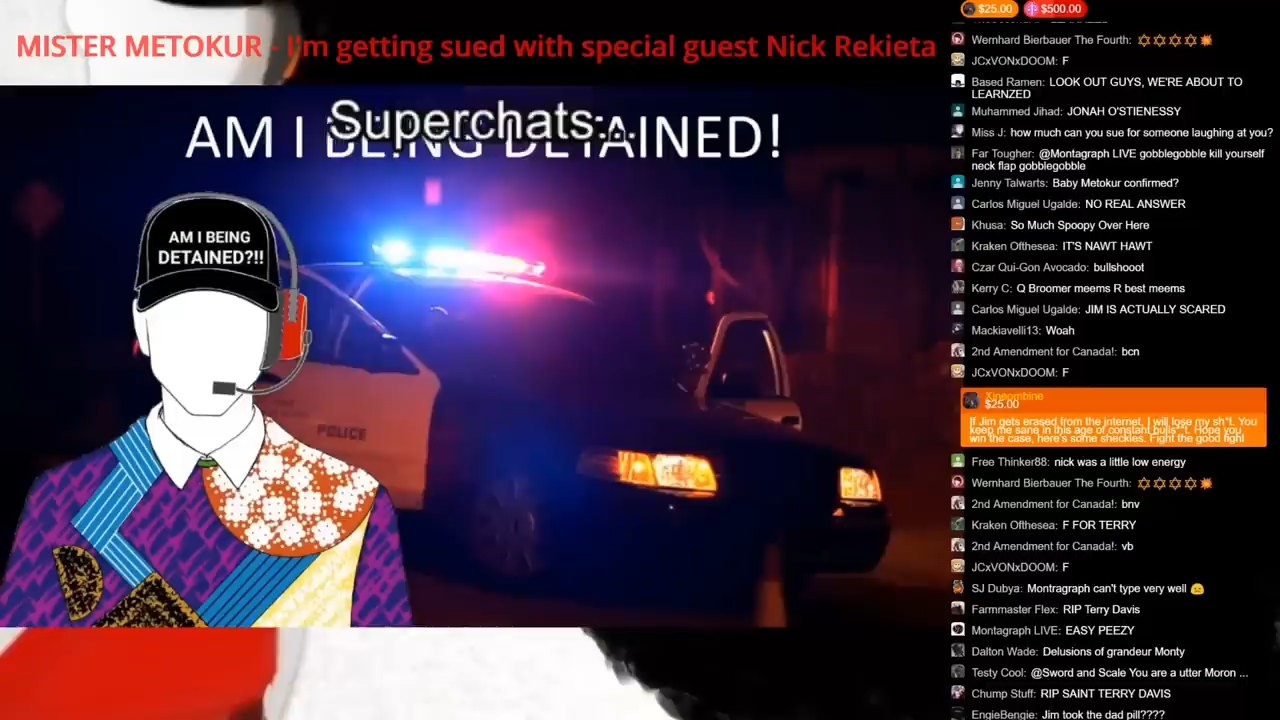 MISTER METOKUR - I'm getting sued with special guest Nick Rekieta
Superchats...
AM I BEING DETAINED!
AM I BEING
DETAINED?!!
POLICE
$25.00
$500.00
Wernhard Bierbauer The Fourth: ✡✡✡✡💥
JCxVONxDOOM: F
Based Ramen: LOOK OUT GUYS, WE'RE ABOUT TO
LEARNZED
Muhammed Jihad: JONAH O'STIENESSY
Miss J: how much can you sue for someone laughing at you?
Far Tougher: @Montagraph LIVE gobblegobble kill yourself
neck flap gobblegobble
Jenny Talwarts: Baby Metokur confirmed?
Carlos Miguel Ugalde: NO REAL ANSWER
Khusa: So Much Spoopy Over Here
Kraken Ofthesea: IT'S NAWT HAWT
Czar Qui-Gon Avocado: bullshooot
Kerry C: Q Broomer meems R best meems
Carlos Miguel Ugalde: JIM IS ACTUALLY SCARED
Mackiavelli13: Woah
2nd Amendment for Canada!: bcn
JCxVONxDOOM: F
Xineombine
$25.00
If Jim gets erased from the internet, I will lose my sh*t. You
keep me sane in this age of constant bulls**t. Hope you
win the case, here's some sheckles. Fight the good fight
Free Thinker88: nick was a little low energy
Wernhard Bierbauer The Fourth: ✡✡✡✡💥
2nd Amendment for Canada!: bnv
Kraken Ofthesea: F FOR TERRY
2nd Amendment for Canada!: vb
JCxVONxDOOM: F
SJ Dubya: Montragraph can't type very well 😐
Farmmaster Flex: RIP Terry Davis
Montagraph LIVE: EASY PEEZY
Dalton Wade: Delusions of grandeur Monty
Testy Cool: @Sword and Scale You are a utter Moron ...
Chump Stuff: RIP SAINT TERRY DAVIS
EngieBengie: Jim took the dad pill????